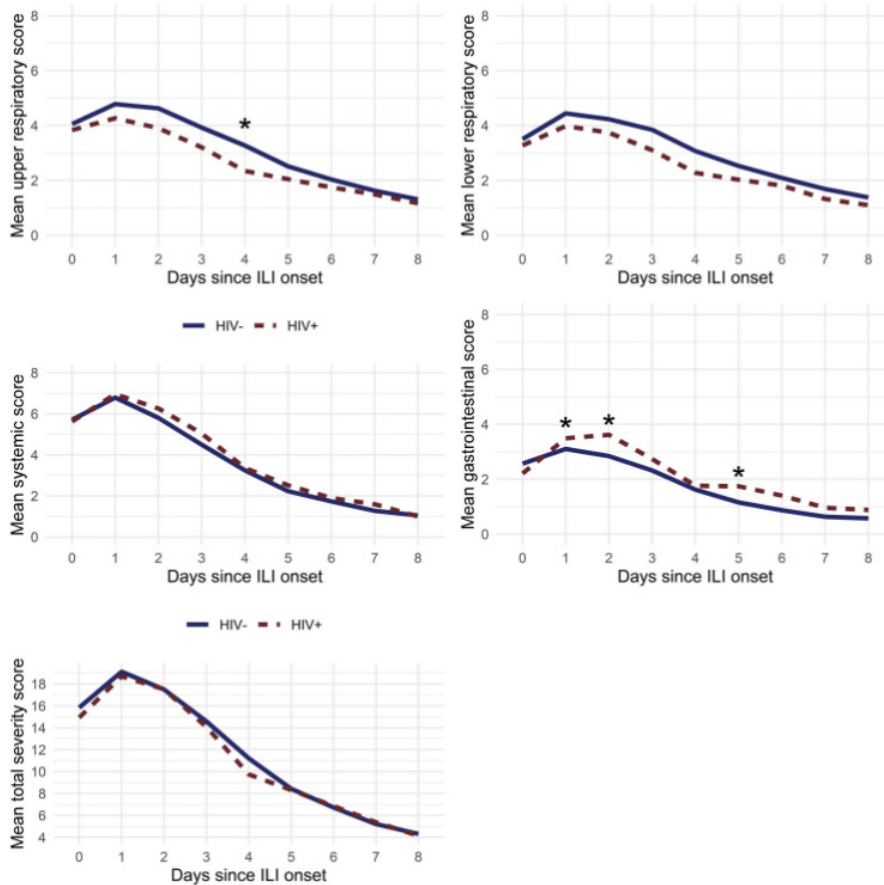 Mean upper respiratory score
8
6
4
2
0
*
0 1 2 3 4 5 6 7 8
Days since ILI onset
Mean lower respiratory score
8
6
4
2
0
0 1 2 3 4 5 6 7 8
Days since ILI onset
HIV- HIV+
Mean systemic score
8
6
4
2
0
0 1 2 3 4 5 6 7 8
Days since ILI onset
Mean gastrointestinal score
8
6
4
2
0
* * *
0 1 2 3 4 5 6 7 8
Days since ILI onset
HIV- HIV+
Mean total severity score
18
16
14
12
10
8
6
4
0 1 2 3 4 5 6 7 8
Days since ILI onset